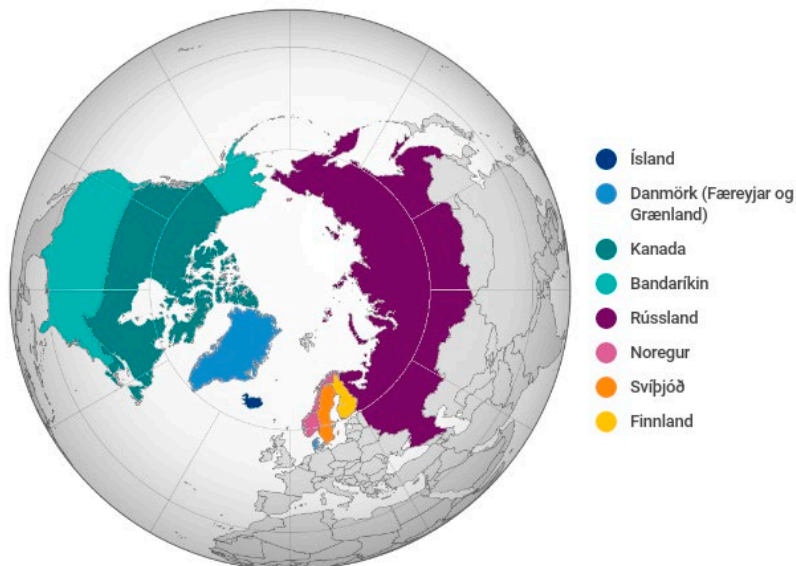 Ísland
Danmörk (Færeyjar og
Grænland)
Kanada
Bandaríkin
Rússland
Noregur
Svíþjóð
Finnland